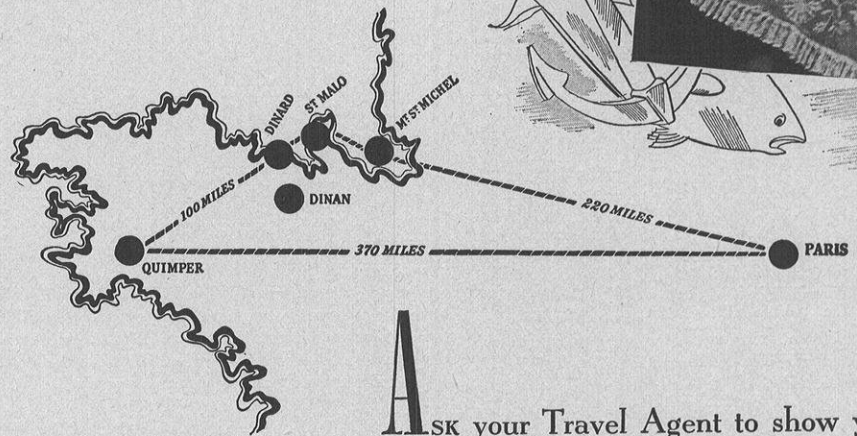 DINARD
ST MALO
MT ST MICHEL
100 MILES
DINAN
220 MILES
QUIMPER
370 MILES
PARIS
ASK your Travel Agent to show